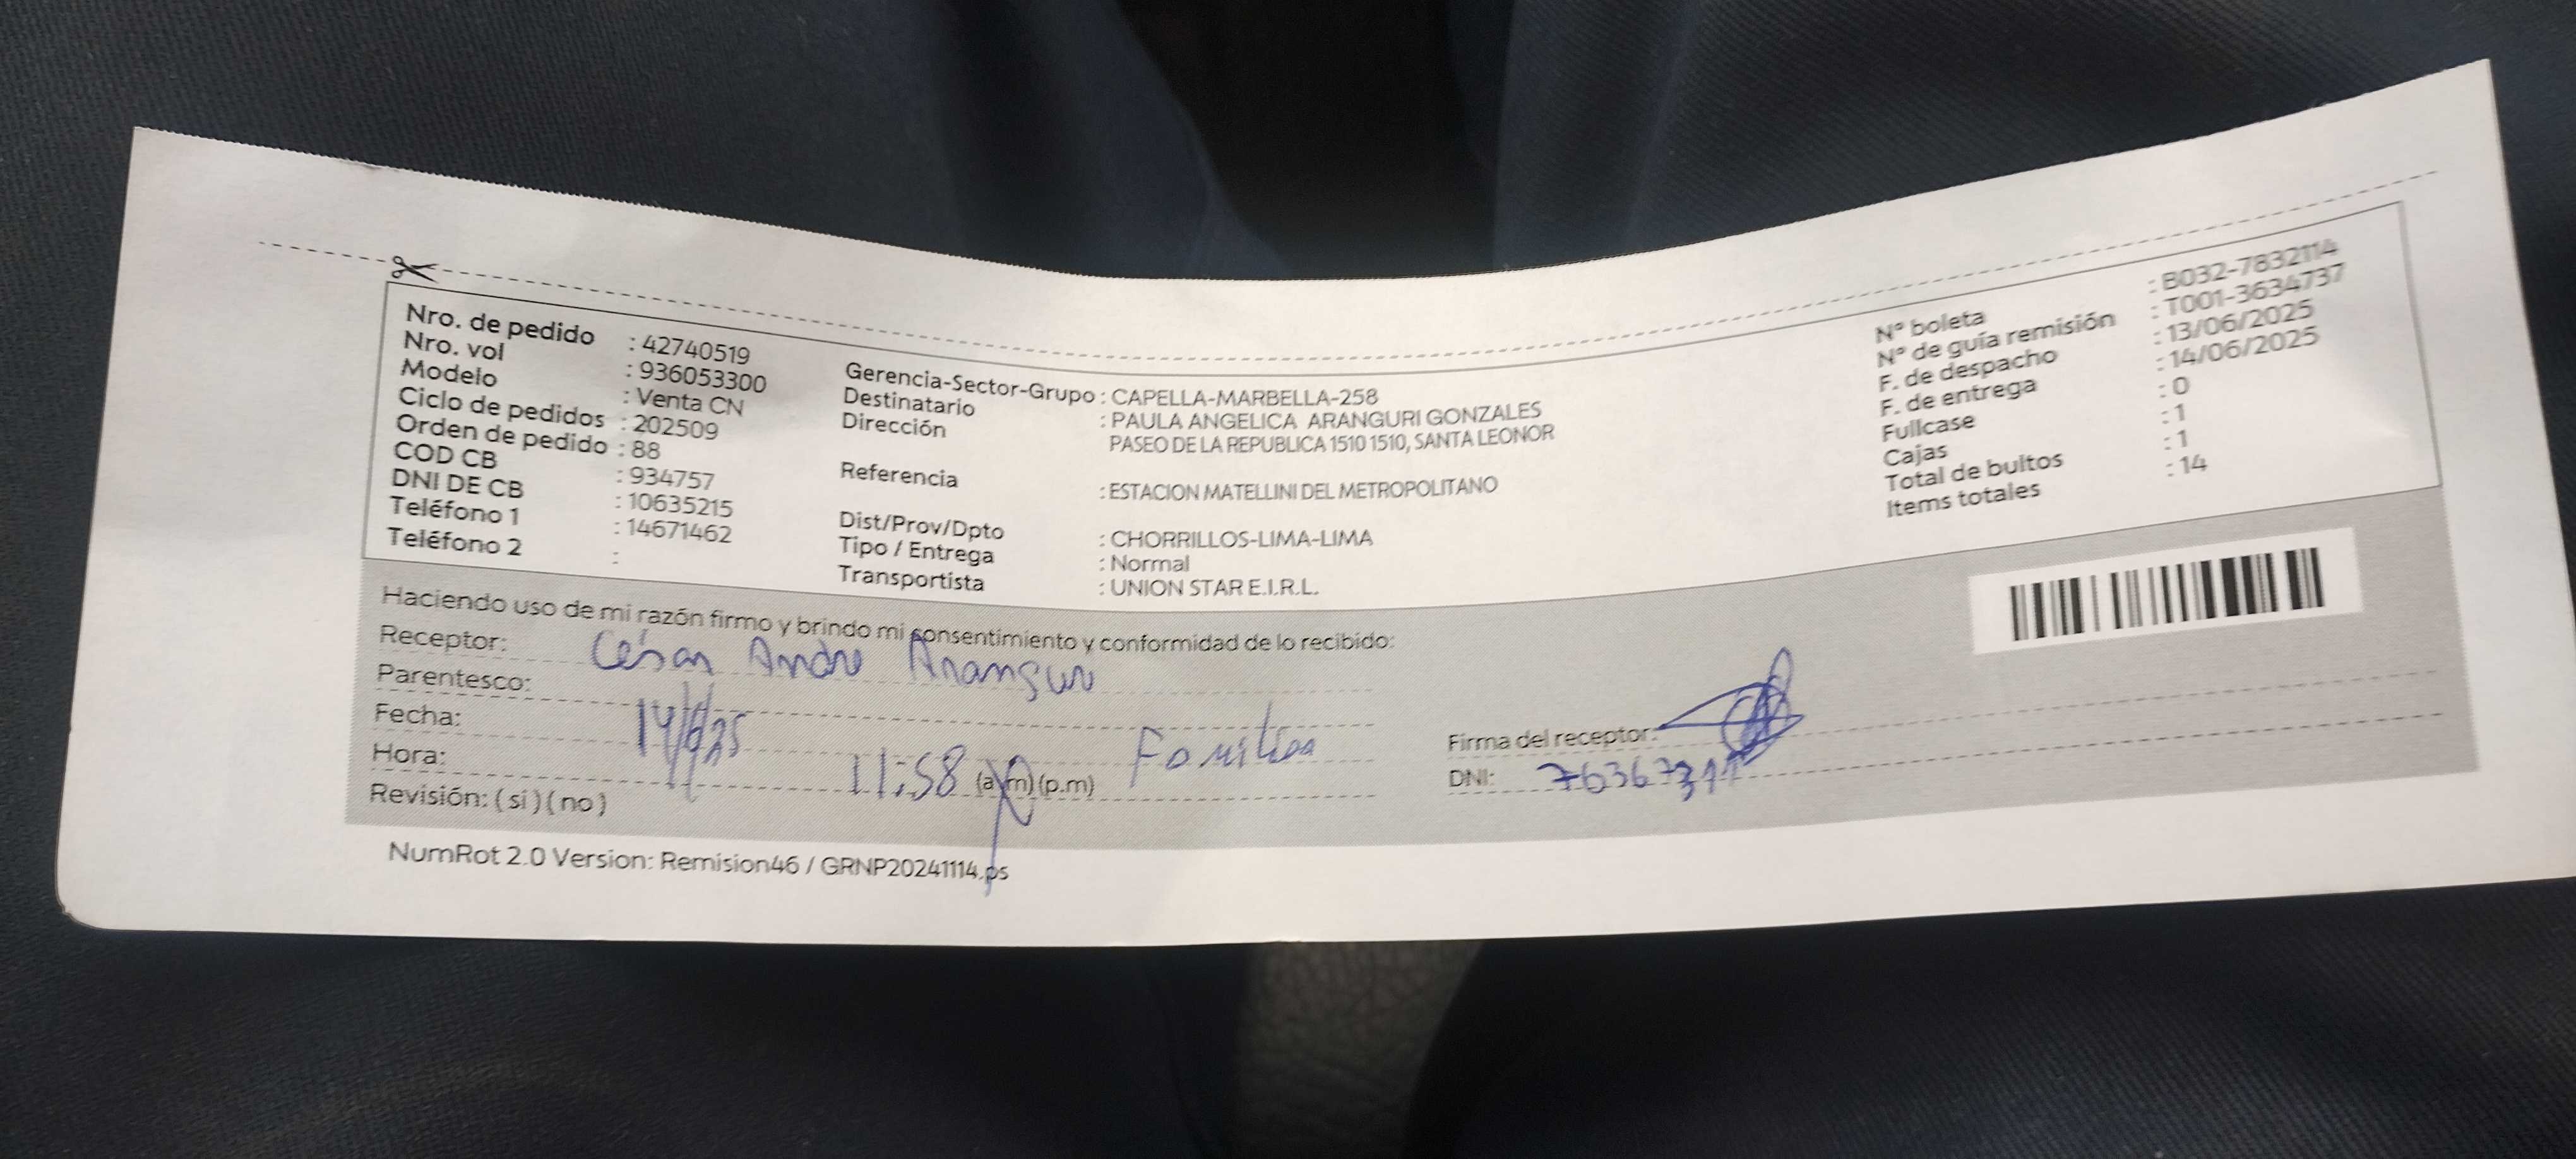 Nro. de pedido : 42740519
Nro. vol : 936053300
Modelo : Venta CN
Ciclo de pedidos : 202509
Orden de pedido : 88
COD CB : 934757
DNI DE CB : 10635215
Teléfono 1 : 14671462
Teléfono 2 :
Gerencia-Sector-Grupo : CAPELLA-MARBELLA-258
Destinatario : PAULA ANGELICA ARANGURI GONZALES
Dirección PASEO DE LA REPUBLICA 1510 1510, SANTA LEONOR
Referencia : ESTACION MATELLINI DEL METROPOLITANO
Dist/Prov/Dpto : CHORRILLOS-LIMA-LIMA
Tipo / Entrega : Normal
Transportista : UNION STAR E.I.R.L.
N° boleta : B032-7832114
N° de guía remisión : T001-3634737
F. de despacho : 13/06/2025
F. de entrega : 14/06/2025
Fullcase : 0
Cajas : 1
Total de bultos : 1
Items totales : 14
Haciendo uso de mi razón firmo y brindo mi consentimiento y conformidad de lo recibido:
Receptor: César Andre Aranguri
Parentesco: Familiar
Fecha: 14/6/25
Hora: 11:58 (a.m) (p.m)
Revisión: (si) (no)
Firma del receptor:
DNI:
NumRot 2.0 Version: Remision46 / GRNP20241114.ps